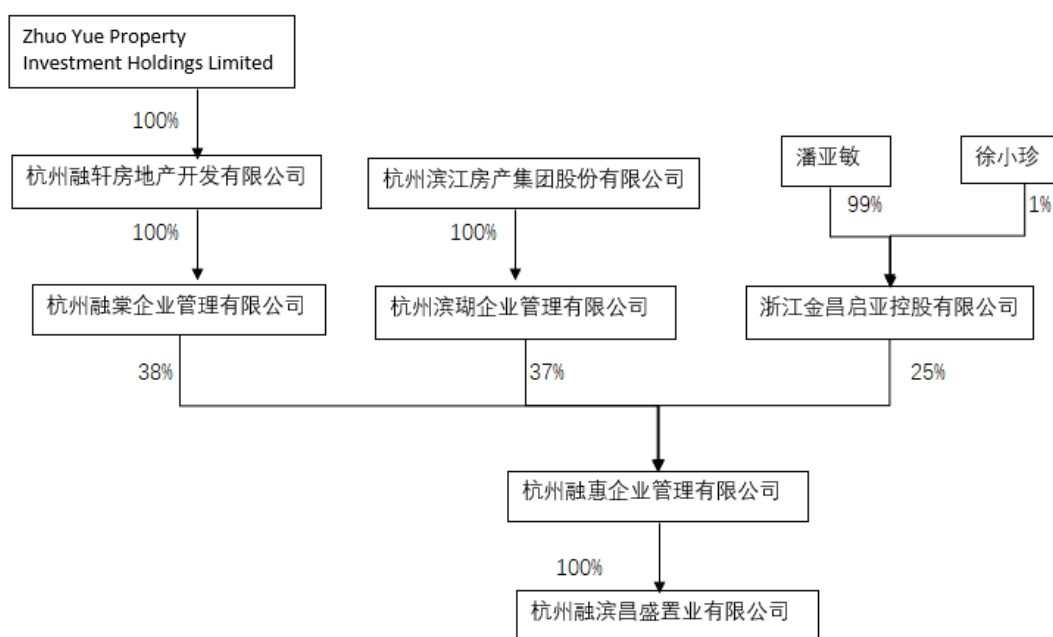 Zhuo Yue Property
Investment Holdings Limited
100%
杭州融轩房地产开发有限公司
杭州滨江房产集团股份有限公司
潘亚敏
徐小珍
100%
100%
99%
1%
杭州融棠企业管理有限公司
杭州滨瑚企业管理有限公司
浙江金昌启亚控股有限公司
38%
37%
25%
杭州融惠企业管理有限公司
100%
杭州融滨昌盛置业有限公司